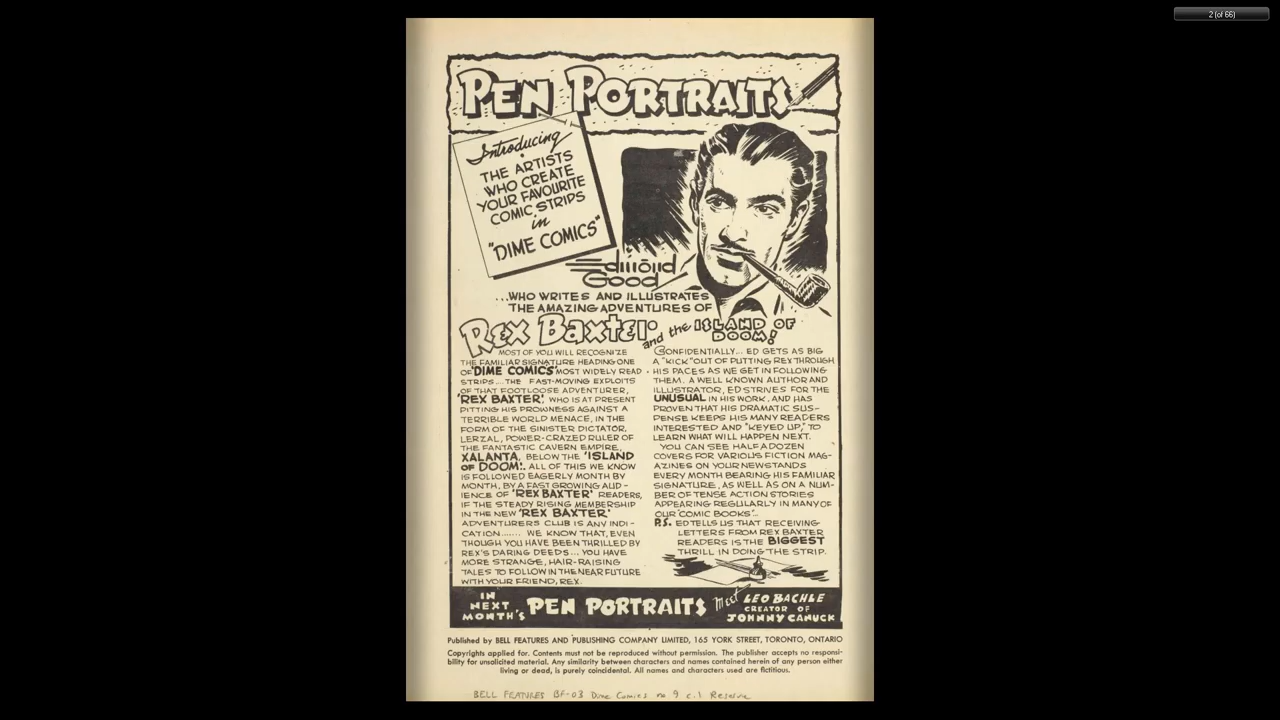 2 (of 66)
PEN PORTRAITS
Introducing
THE ARTISTS
WHO CREATE
YOUR FAVOURITE
COMIC STRIPS
in
"DIME COMICS"
Edmond
Good
...WHO WRITES AND ILLUSTRATES
THE AMAZING ADVENTURES OF
Rex Baxter and the ISLAND OF
DOOM!
MOST OF YOU WILL RECOGNIZE
THE FAMILIAR SIGNATURE HEADING ONE
OF "DIME COMICS" MOST WIDELY READ
STRIPS.... THE FAST-MOVING EXPLOITS
OF THAT FOOTLOOSE ADVENTURER,
'REX BAXTER', WHO IS AT PRESENT
PITTING HIS PROWNESS AGAINST A
TERRIBLE WORLD MENACE, IN THE
FORM OF THE SINISTER DICTATOR,
LERZAL, POWER-CRAZED RULER OF
THE FANTASTIC CAVERN EMPIRE,
XALANTA, BELOW THE 'ISLAND
OF DOOM'. ALL OF THIS WE KNOW
IS FOLLOWED EAGERLY MONTH BY
MONTH, BY A FAST GROWING AUD-
IENCE OF 'REX BAXTER' READERS,
IF THE STEADY RISING MEMBERSHIP
IN THE NEW 'REX BAXTER'
ADVENTURERS CLUB IS ANY INDI-
CATION....... WE KNOW THAT, EVEN
THOUGH YOU HAVE BEEN THRILLED BY
REX'S DARING DEEDS... YOU HAVE
MORE STRANGE, HAIR-RAISING
TALES TO FOLLOW IN THE NEAR FUTURE
WITH YOUR FRIEND, REX.
CONFIDENTIALLY... ED GETS AS BIG
A "KICK" OUT OF PUTTING REX THROUGH
HIS PACES AS WE GET IN FOLLOWING
THEM. A WELL KNOWN AUTHOR AND
ILLUSTRATOR, ED STRIVES FOR THE
UNUSUAL IN HIS WORK. AND HAS
PROVEN THAT HIS DRAMATIC SUS-
PENSE KEEPS HIS MANY READERS
INTERESTED AND "KEYED UP," TO
LEARN WHAT WILL HAPPEN NEXT.
YOU CAN SEE HALF A DOZEN
COVERS FOR VARIOUS FICTION MAG-
AZINES ON YOUR NEWSTANDS
EVERY MONTH BEARING HIS FAMILIAR
SIGNATURE, AS WELL AS ON A NUM-
BER OF TENSE ACTION STORIES
APPEARING REGULARLY IN MANY OF
OUR "COMIC BOOKS"...
P.S. ED TELLS US THAT RECEIVING
LETTERS FROM REX BAXTER
READERS IS THE BIGGEST
THRILL IN DOING THE STRIP.
IN
NEXT
MONTH'S PEN PORTRAITS Meet LEO BACHLE
CREATOR OF
JOHNNY CANUCK
Published by BELL FEATURES AND PUBLISHING COMPANY LIMITED, 165 YORK STREET, TORONTO, ONTARIO
Copyrights applied for. Contents must not be reproduced without permission. The publisher accepts no responsi-
bility for unsolicited material. Any similarity between characters and names contained herein of any person either
living or dead, is purely coincidental. All names and characters used are fictitious.
BELL FEATURES BF-03 Dime Comics no 9 c.1 Reserve